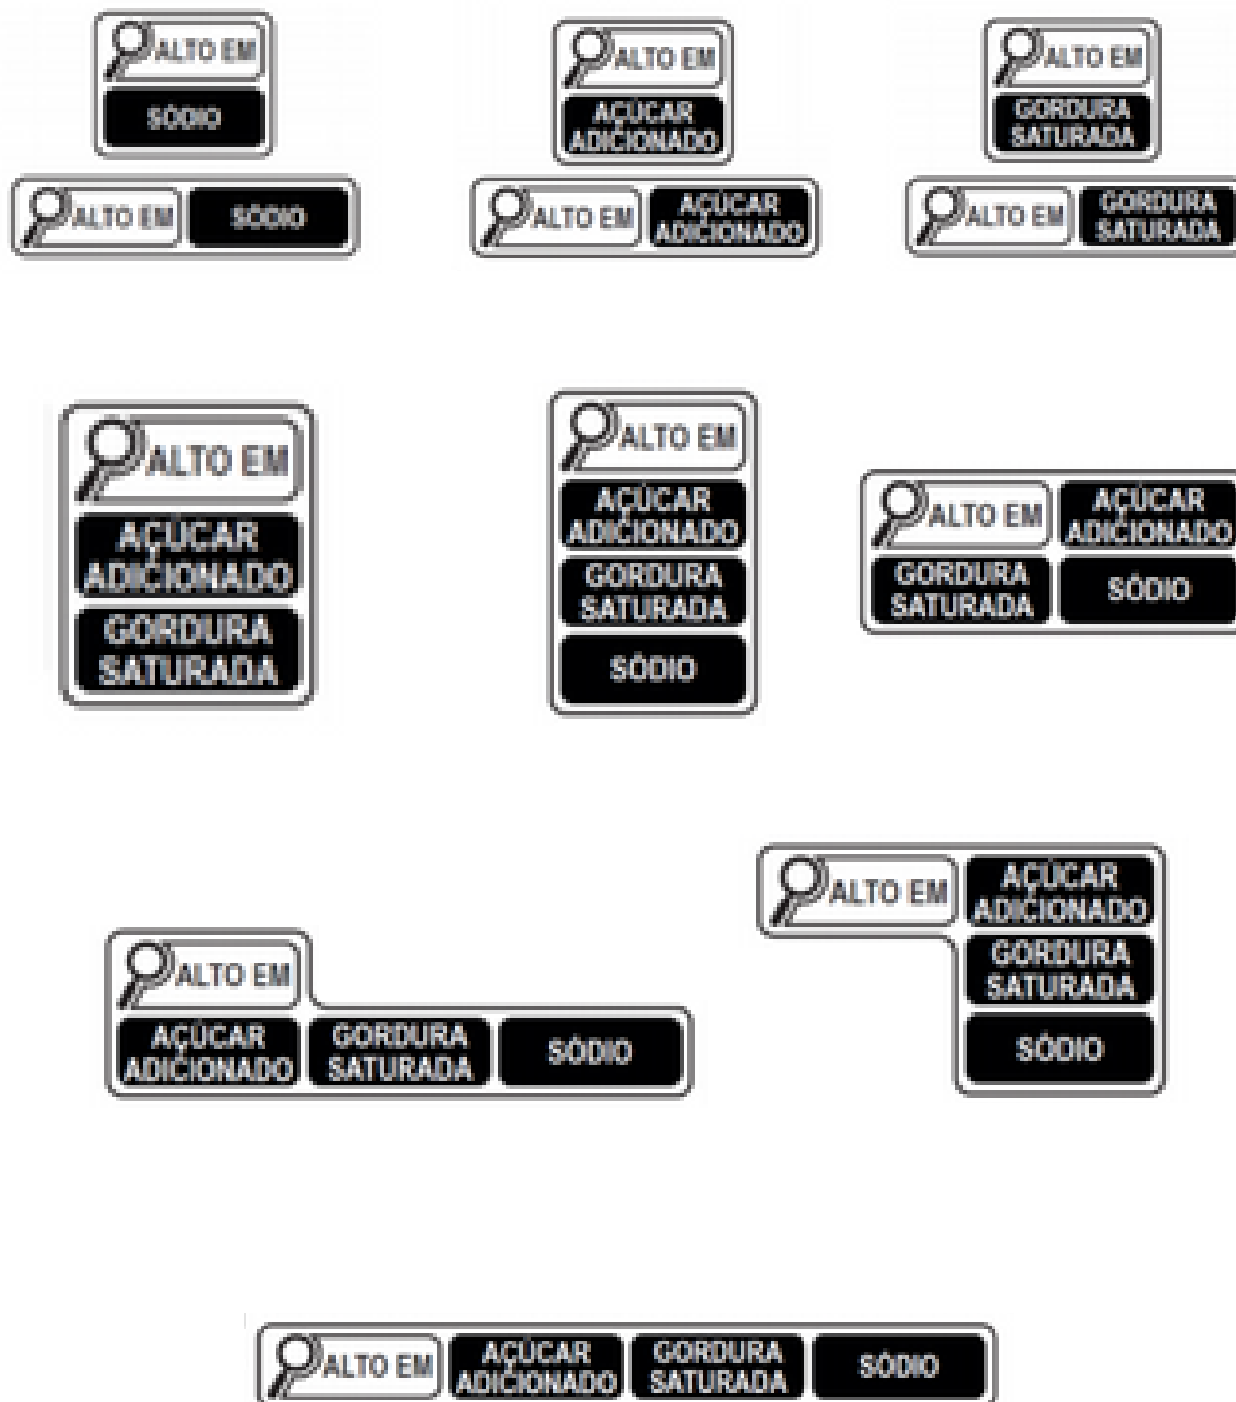 ALTO EM
SÓDIO
ALTO EM SÓDIO
ALTO EM
AÇÚCAR
ADICIONADO
ALTO EM AÇÚCAR
ADICIONADO
ALTO EM
GORDURA
SATURADA
ALTO EM GORDURA
SATURADA
ALTO EM
AÇÚCAR
ADICIONADO
GORDURA
SATURADA
ALTO EM
AÇÚCAR
ADICIONADO
GORDURA
SATURADA
SÓDIO
ALTO EM AÇÚCAR
ADICIONADO
GORDURA
SATURADA SÓDIO
ALTO EM
AÇÚCAR
ADICIONADO
GORDURA
SATURADA
SÓDIO
ALTO EM AÇÚCAR
ADICIONADO
GORDURA
SATURADA
SÓDIO
ALTO EM AÇÚCAR
ADICIONADO
GORDURA
SATURADA
SÓDIO